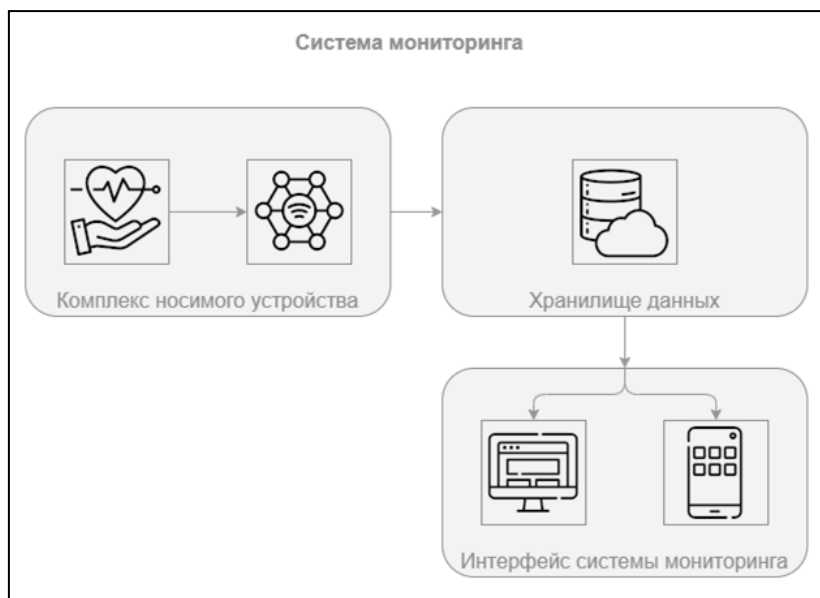 Система мониторинга
Комплекс носимого устройства
Хранилище данных
Интерфейс системы мониторинга